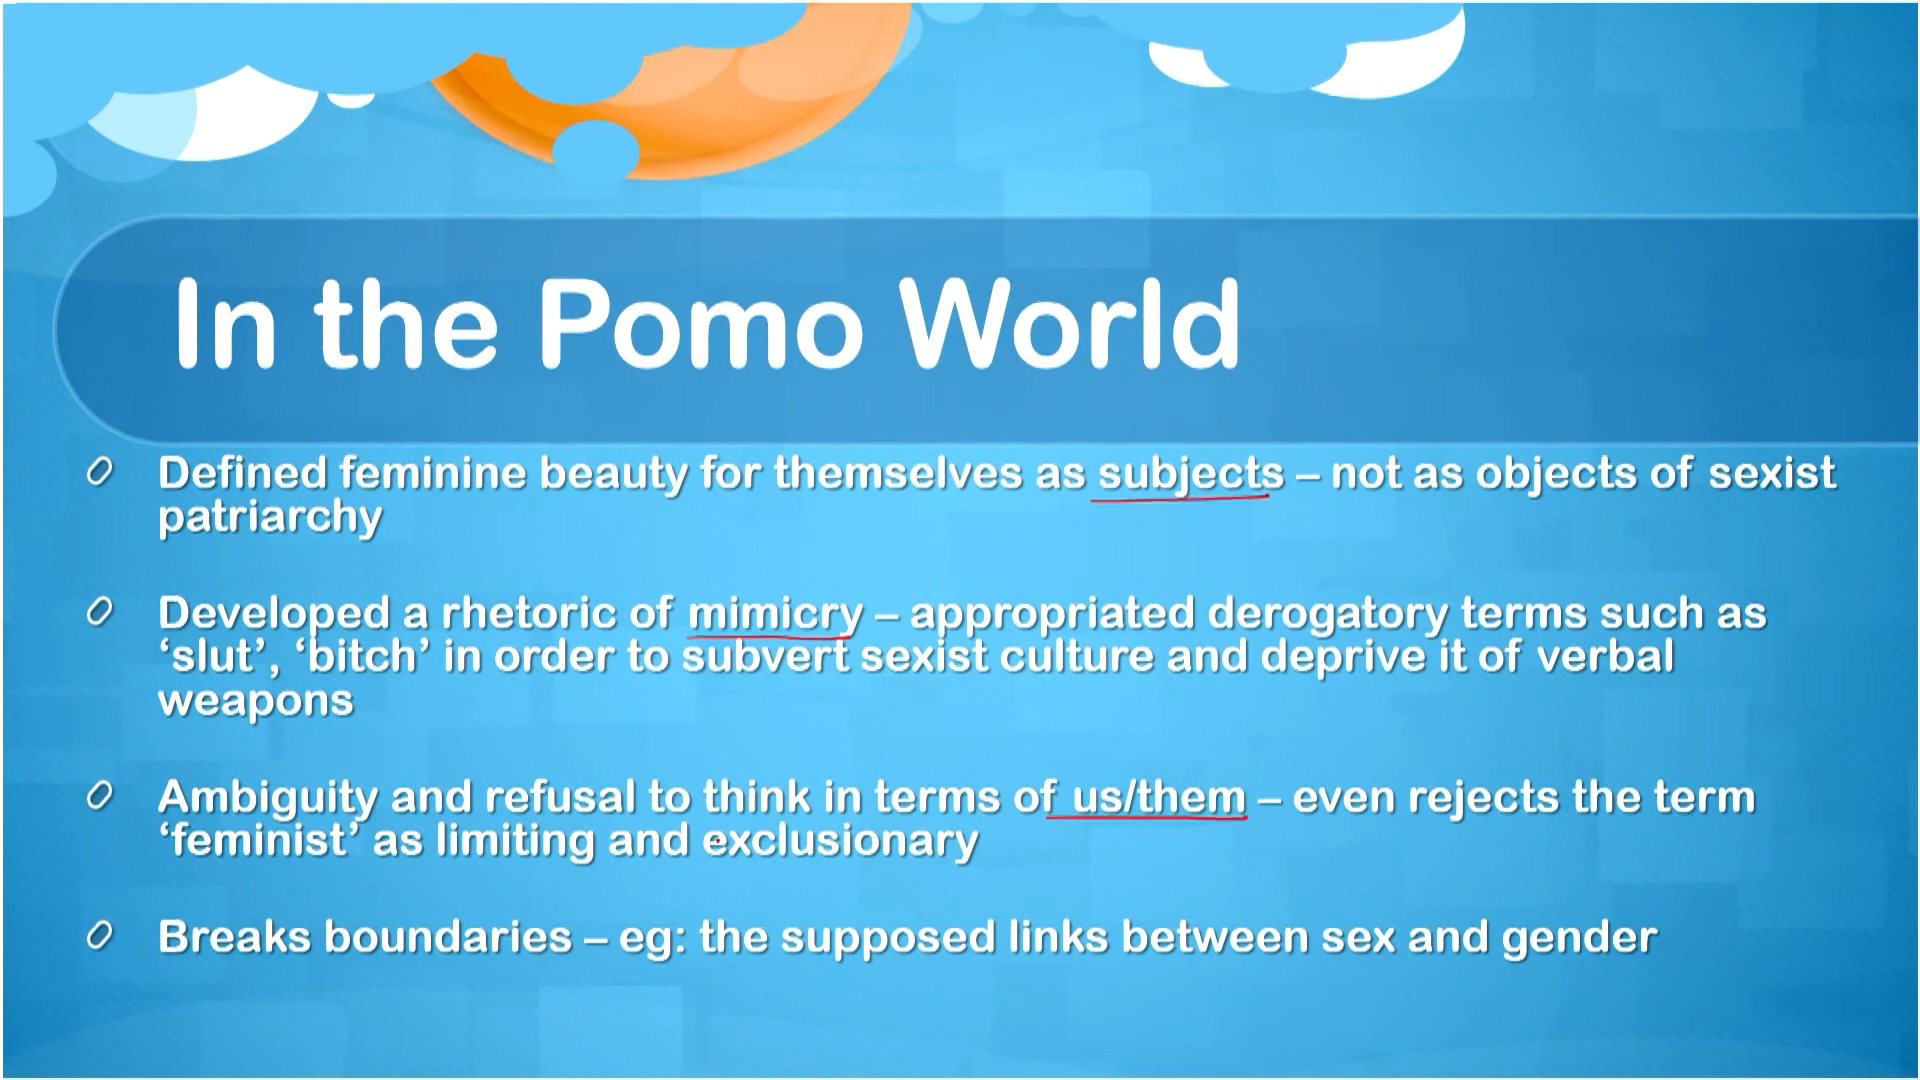 In the Pomo World
Defined feminine beauty for themselves as subjects – not as objects of sexist
patriarchy
Developed a rhetoric of mimicry – appropriated derogatory terms such as
‘slut’, ‘bitch’ in order to subvert sexist culture and deprive it of verbal
weapons
Ambiguity and refusal to think in terms of us/them – even rejects the term
‘feminist’ as limiting and exclusionary
Breaks boundaries – eg: the supposed links between sex and gender